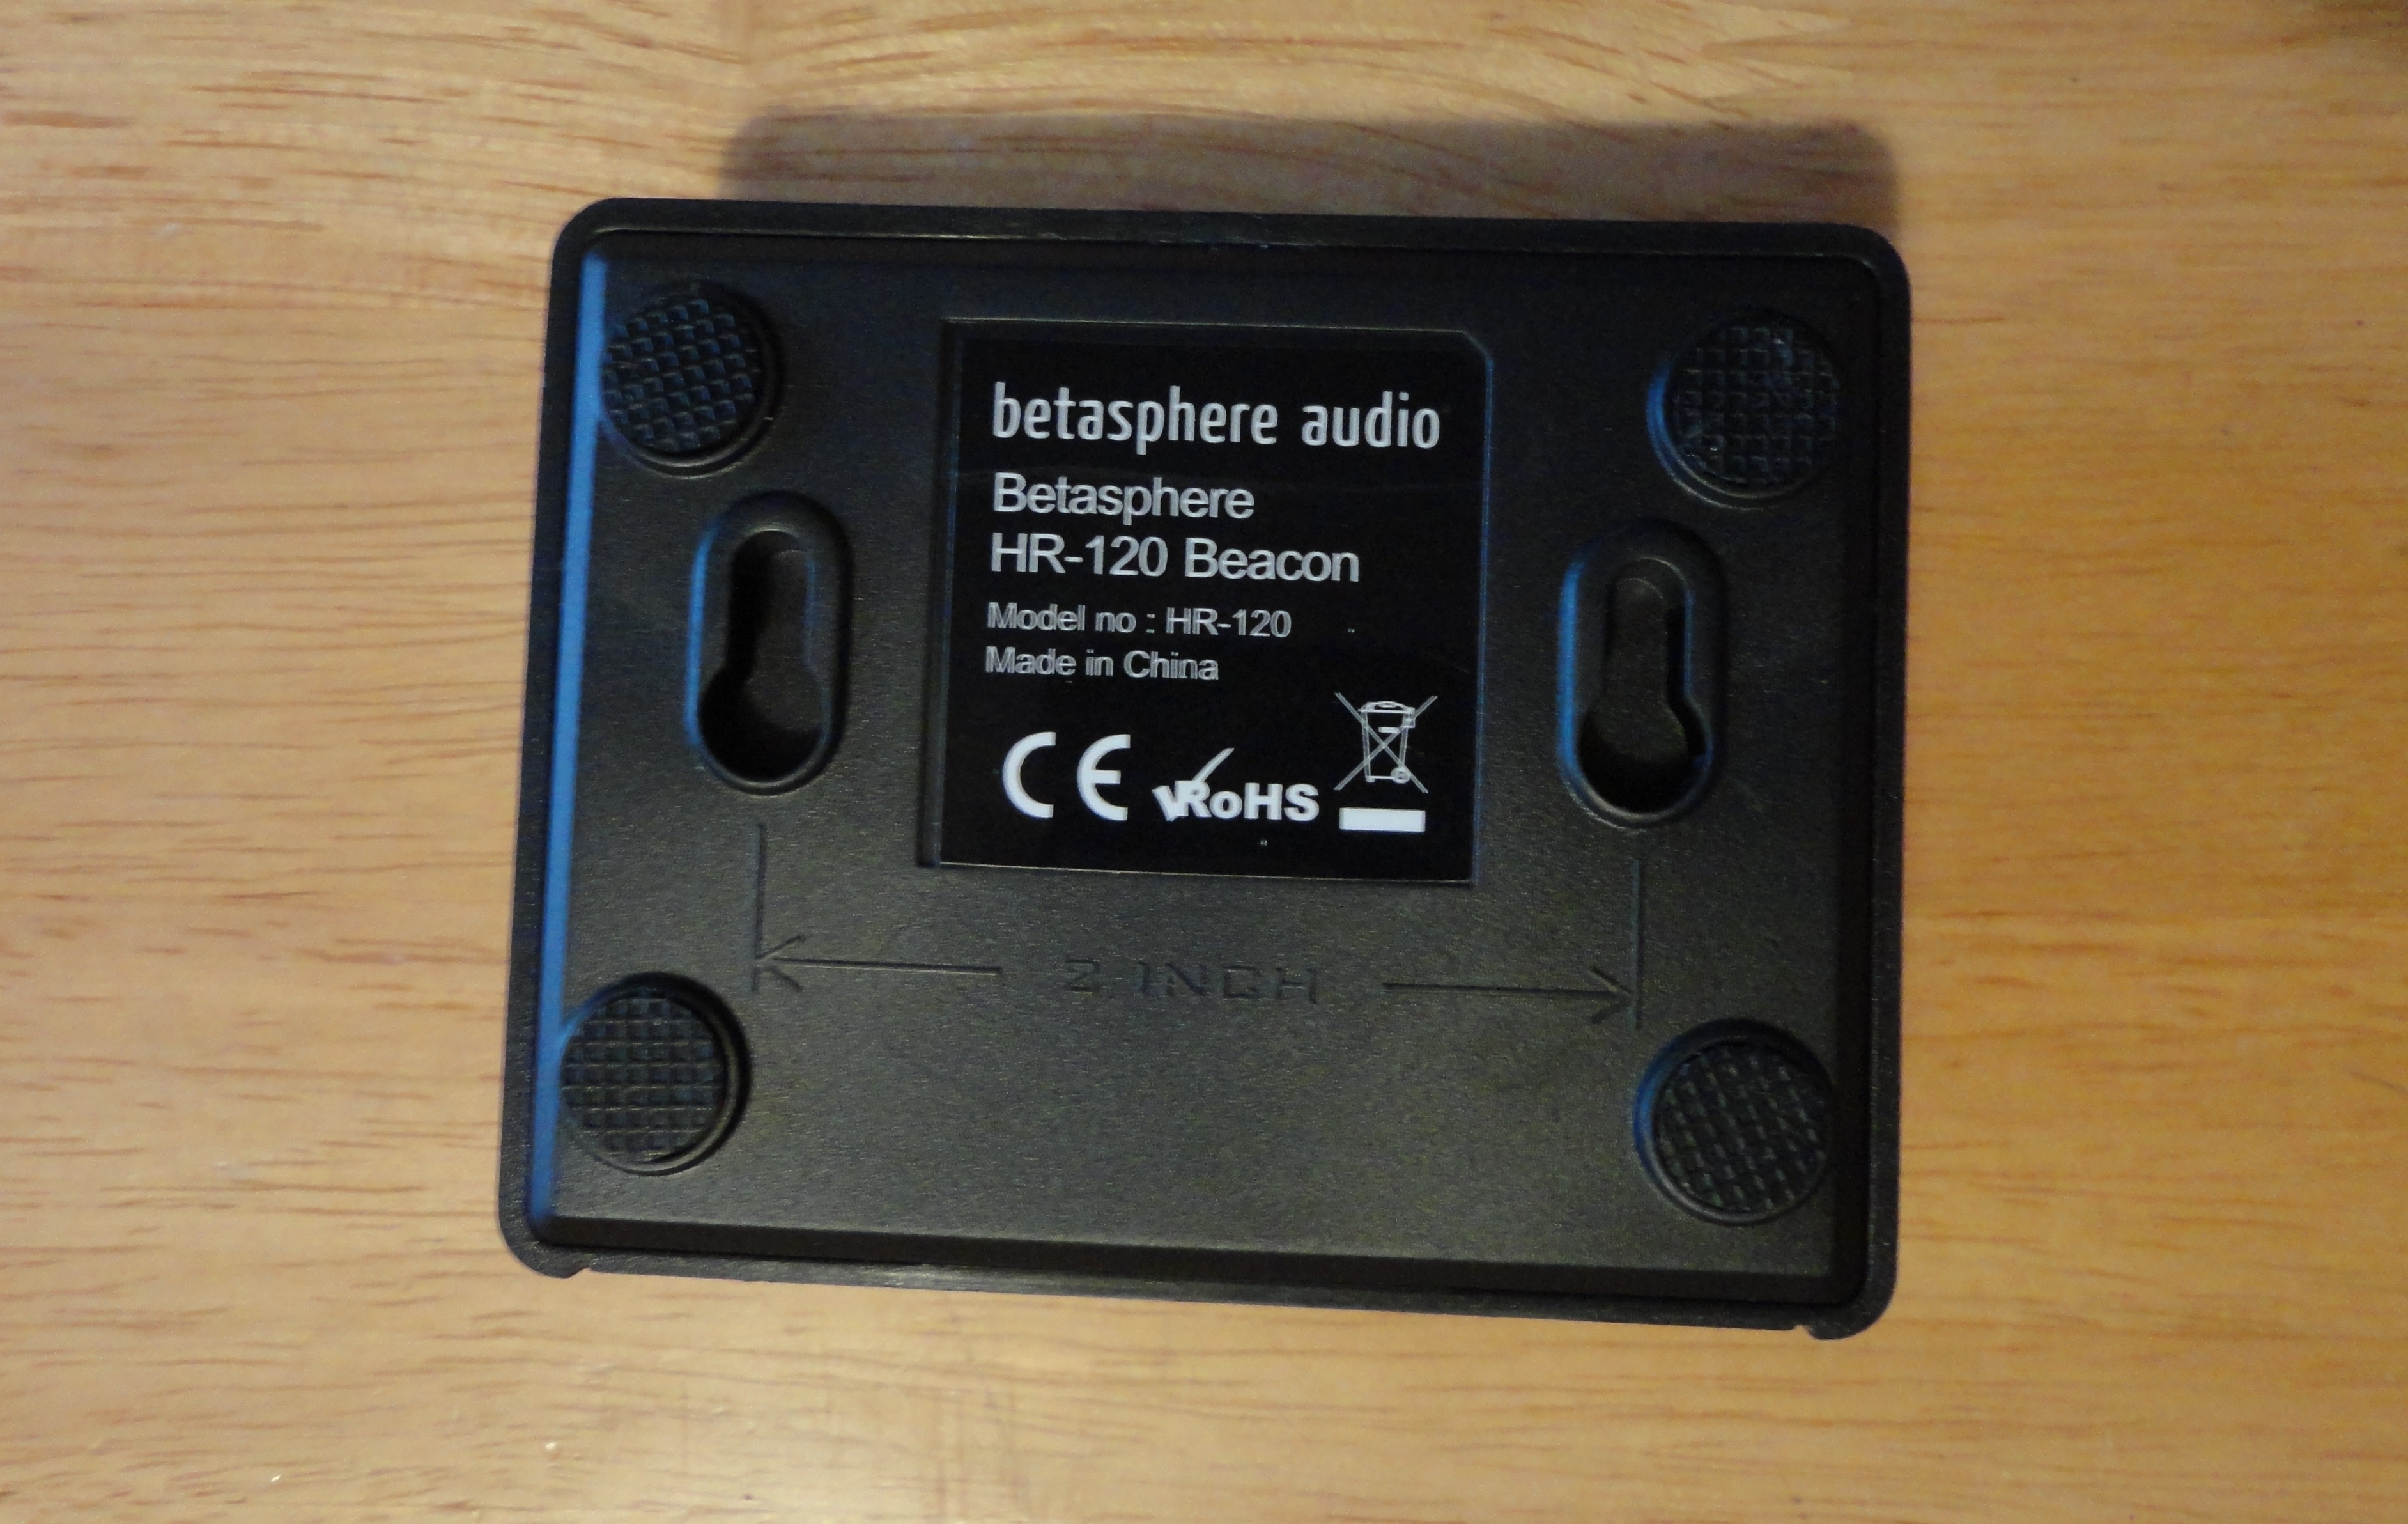 betasphere audio
Betasphere
HR-120 Beacon
Model no : HR-120
Made in China
CE RoHS
2 INCH